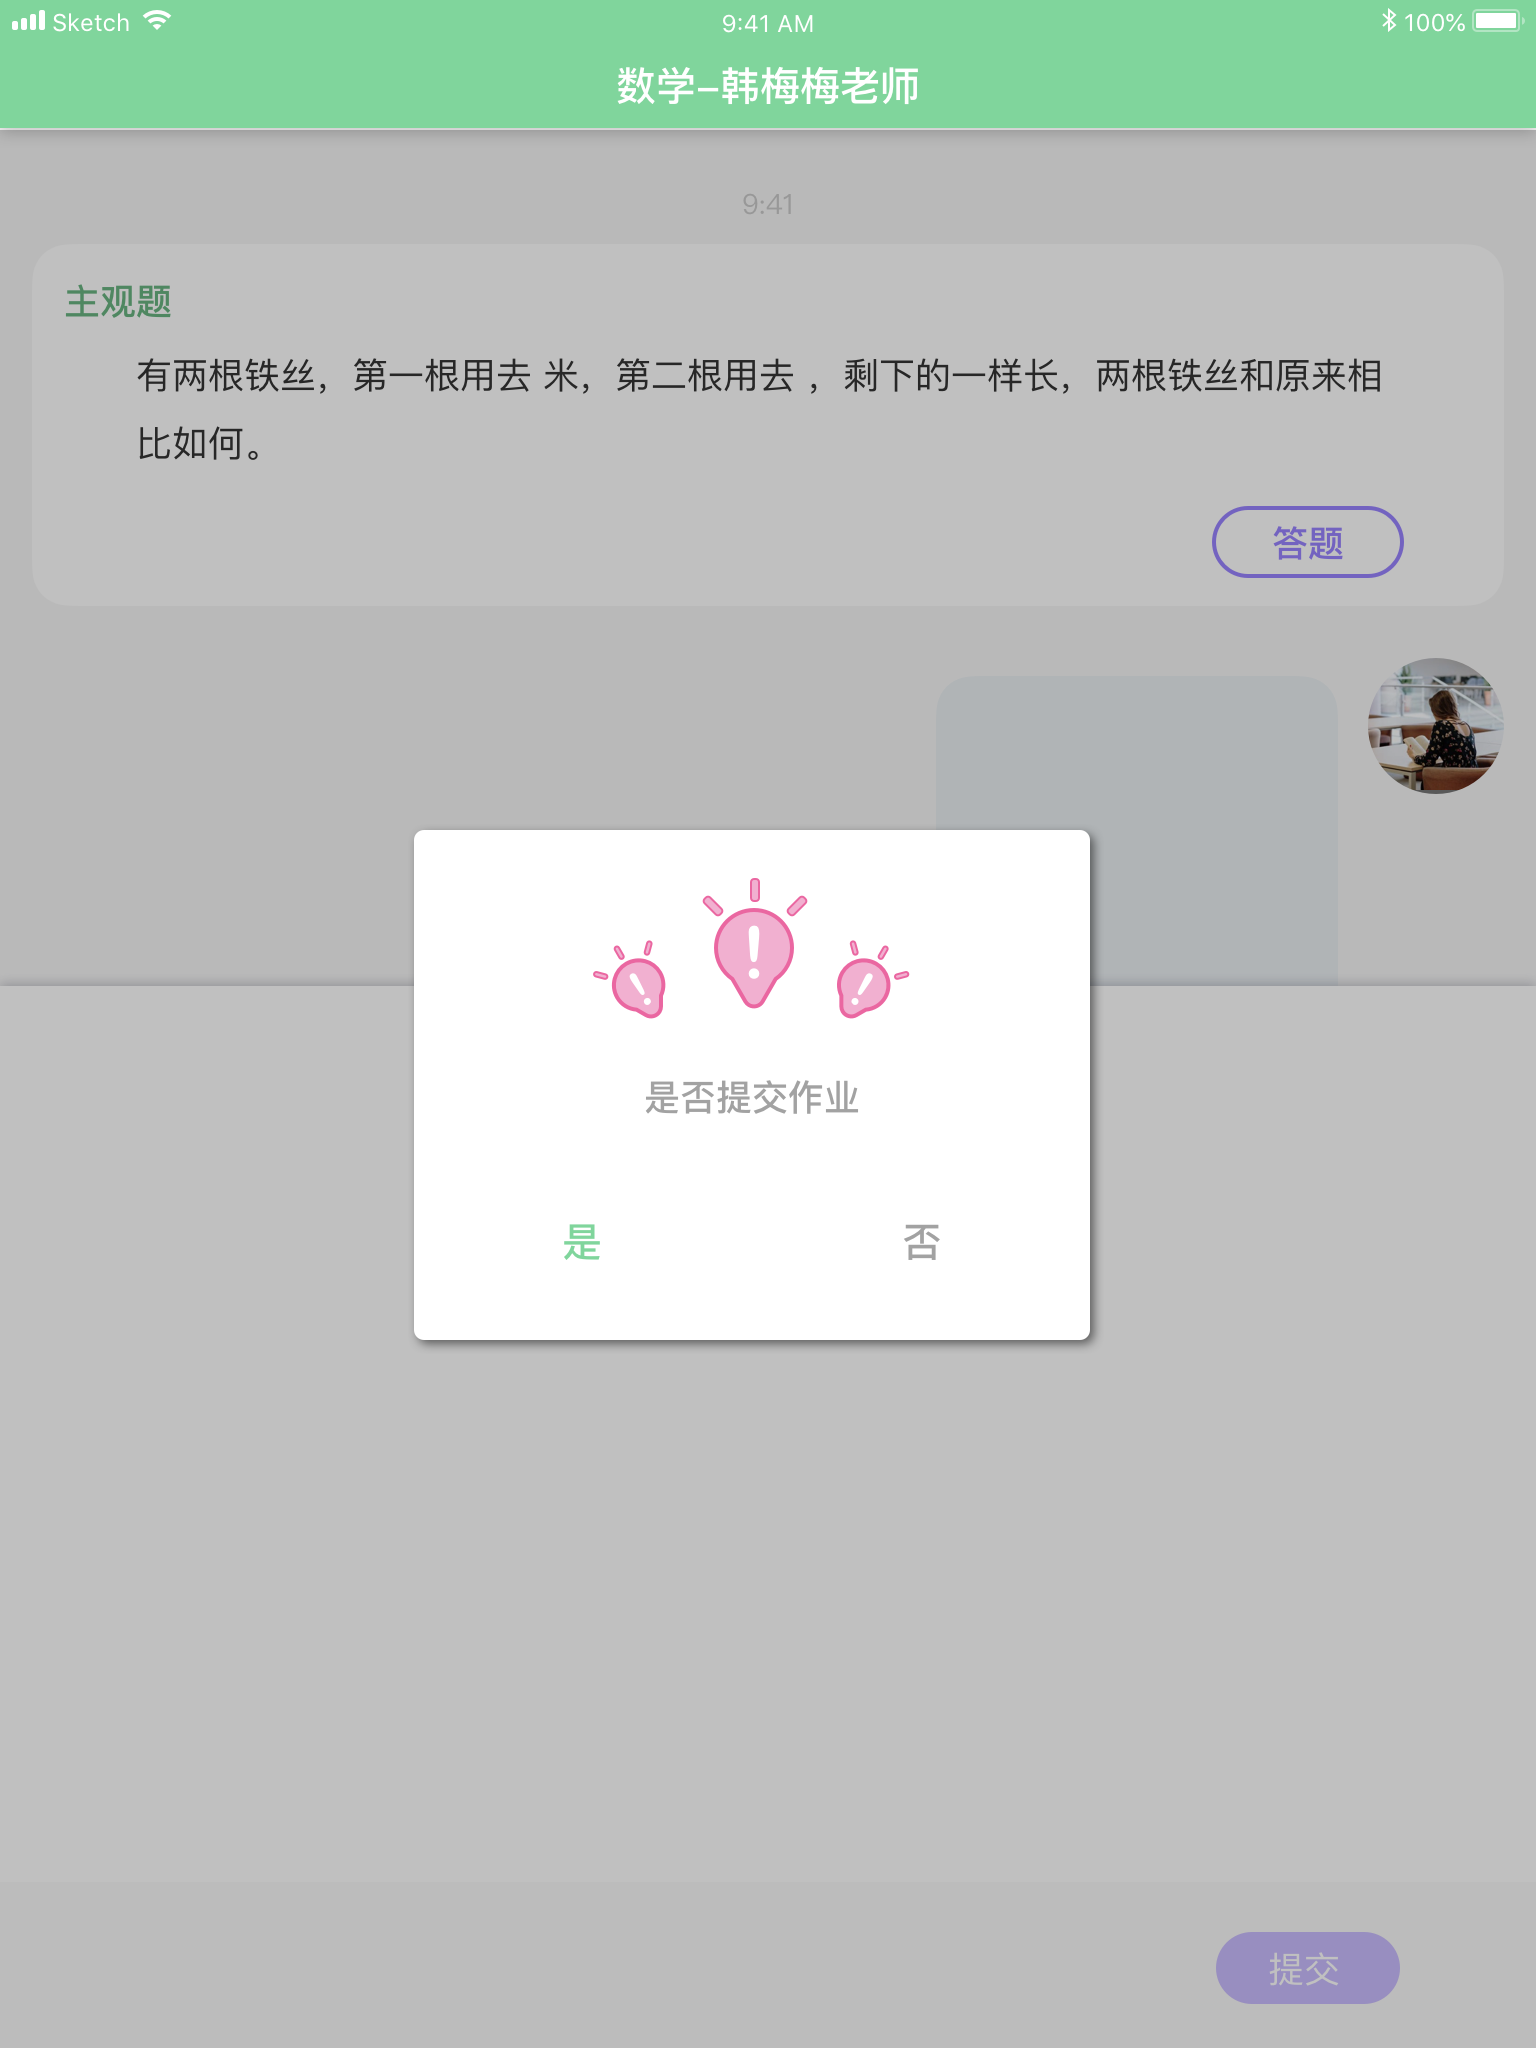 Sketch
9:41 AM
100%
数学–韩梅梅老师
9:41
主观题
有两根铁丝，第一根用去 米，第二根用去 ，剩下的一样长，两根铁丝和原来相
比如何。
答题
是否提交作业
是
否
提交